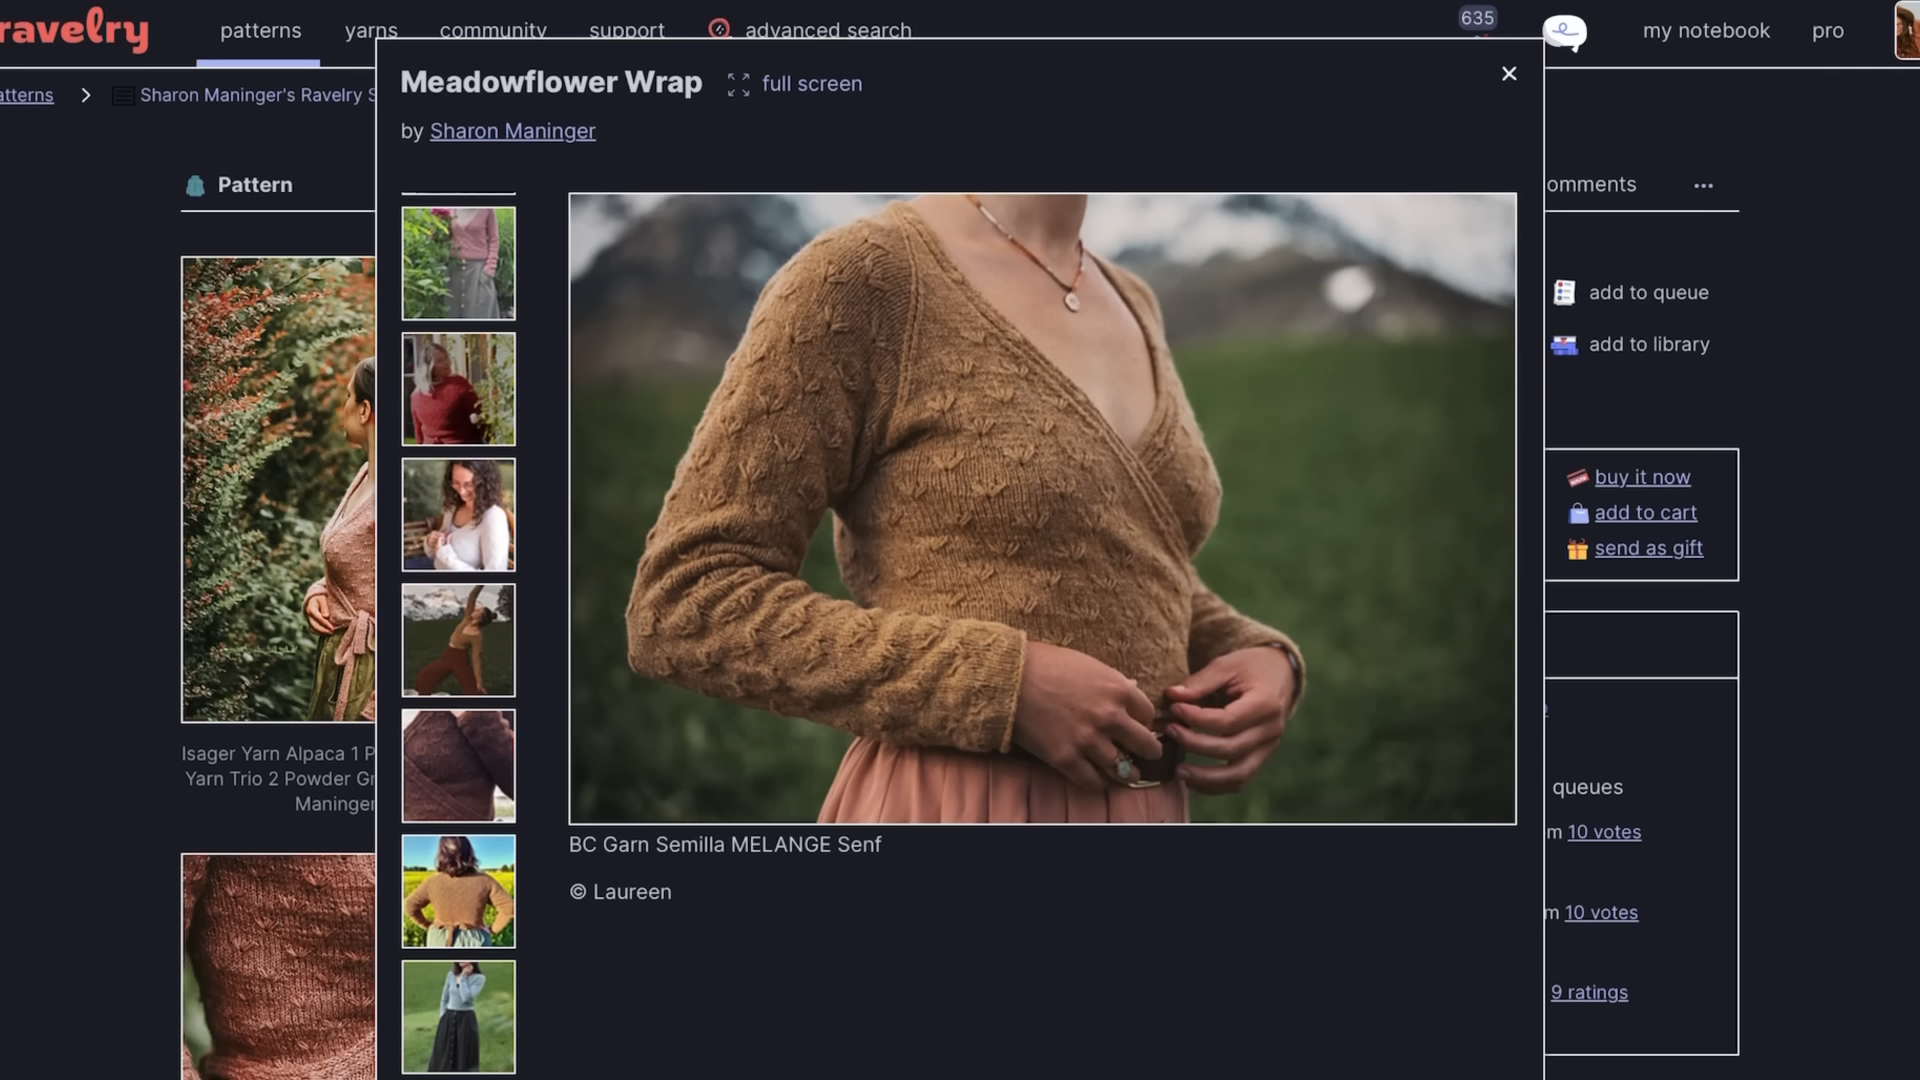 ravelry
patterns
yarns
community
support
advanced search
635
my notebook
pro
atterns
Sharon Maninger's Ravelry S
Meadowflower Wrap
full screen
by Sharon Maninger
Pattern
omments
add to queue
add to library
buy it now
add to cart
send as gift
Isager Yarn Alpaca 1 P
Yarn Trio 2 Powder Gr
Maninger
queues
m 10 votes
m 10 votes
9 ratings
BC Garn Semilla MELANGE Senf
© Laureen